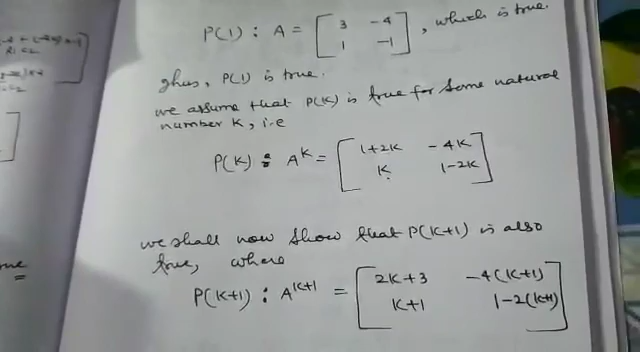 P(1) : A = [ 3 -4
1 -1 ], which is true.
Thus, P(1) is true.
we assume that P(K) is true for some natural
number K, i.e
P(K) : A^K = [ 1+2K -4K
K 1-2K ]
we shall now show that P(K+1) is also
true, where
P(K+1) : A^K+1 = [ 2K+3 -4(K+1)
K+1 1-2(K+1) ]